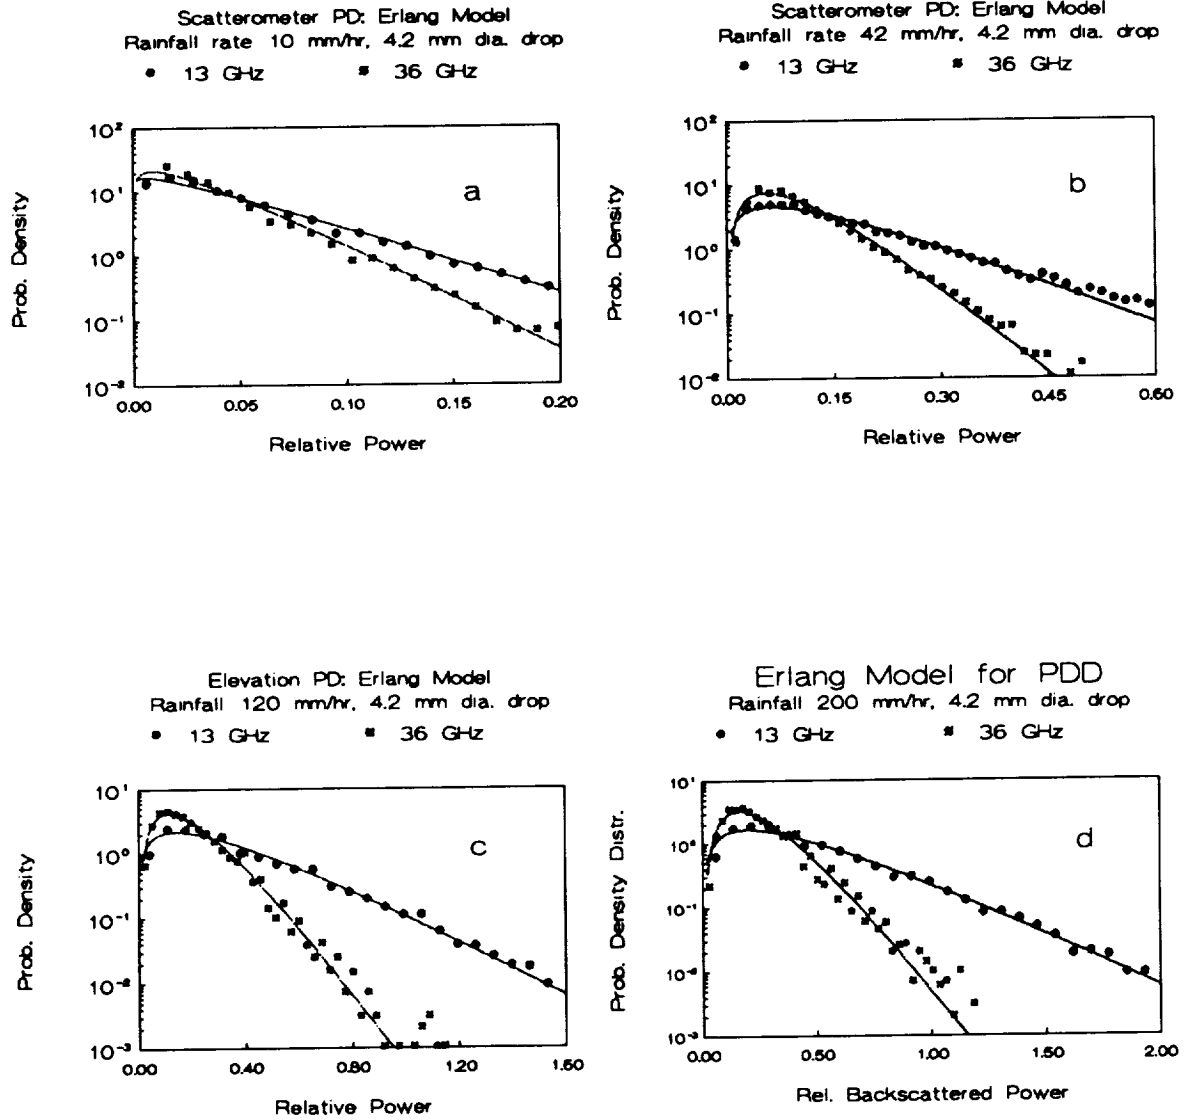 Scatterometer PD: Erlang Model
Rainfall rate 10 mm/hr, 4.2 mm dia. drop
13 GHz 36 GHz
10²
10¹
10⁰
10⁻¹
10⁻²
Prob. Density
a
0.00 0.05 0.10 0.15 0.20
Relative Power
Scatterometer PD: Erlang Model
Rainfall rate 42 mm/hr, 4.2 mm dia. drop
13 GHz 36 GHz
10²
10¹
10⁰
10⁻¹
10⁻²
Prob. Density
b
0.00 0.15 0.30 0.45 0.60
Relative Power
Elevation PD: Erlang Model
Rainfall 120 mm/hr, 4.2 mm dia. drop
13 GHz 36 GHz
10¹
10⁰
10⁻¹
10⁻²
10⁻³
Prob. Density
c
0.00 0.40 0.80 1.20 1.60
Relative Power
Erlang Model for PDD
Rainfall 200 mm/hr, 4.2 mm dia. drop
13 GHz 36 GHz
10¹
10⁰
10⁻¹
10⁻²
10⁻³
Prob. Density Distr.
d
0.00 0.50 1.00 1.50 2.00
Rel. Backscattered Power